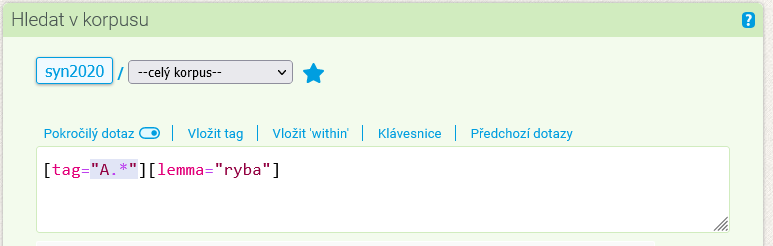 Hledat v korpusu ?
syn2020 / --celý korpus--
Pokročilý dotaz | Vložit tag | Vložit 'within' | Klávesnice | Předchozí dotazy
[tag="A.*"][lemma="ryba"]